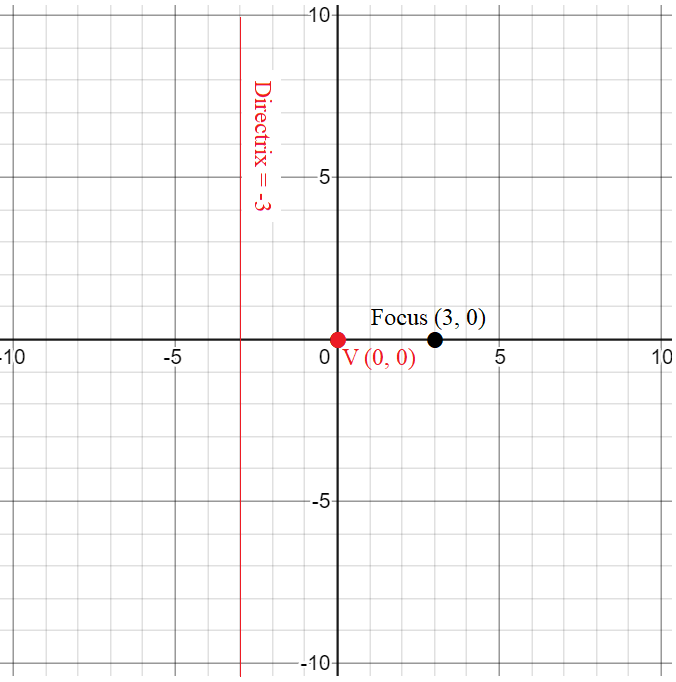 10
Directrix = -3
5
Focus (3, 0)
-10 -5 0 5 10
V (0, 0)
-5
-10